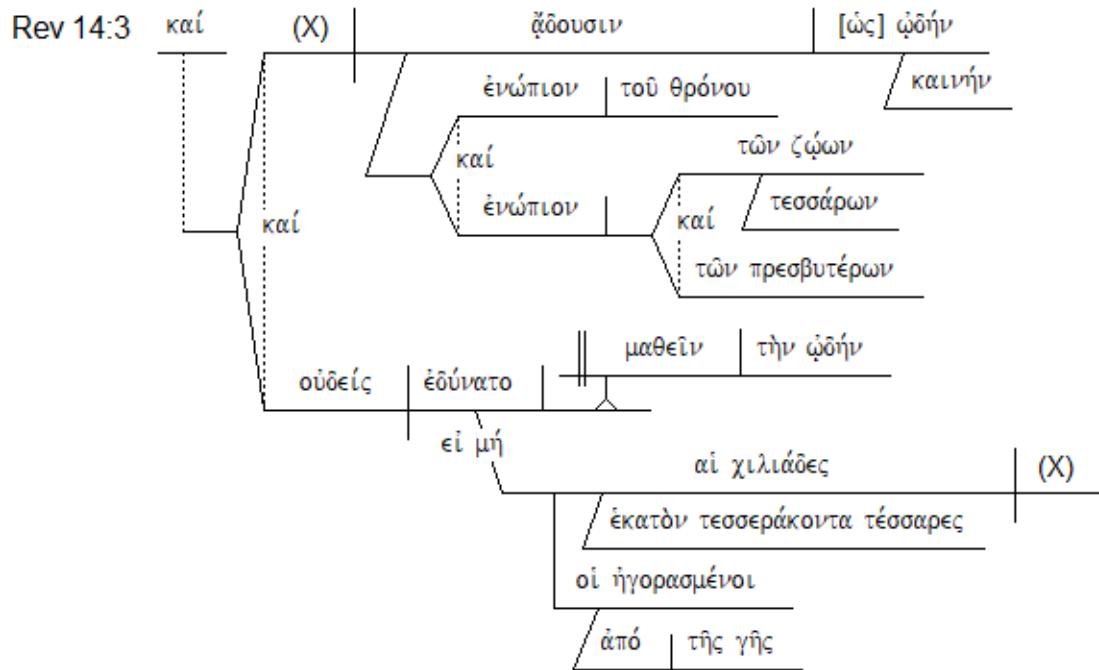 Rev 14:3 καί (X) ᾄδουσιν [ὡς] ᾠδήν
καινήν
ἐνώπιον τοῦ θρόνου
καί
τῶν ζῴων
τεσσάρων
ἐνώπιον
καί
καί
τῶν πρεσβυτέρων
μαθεῖν τὴν ᾠδήν
οὐδείς ἐδύνατο
εἰ μή
αἱ χιλιάδες (X)
ἑκατὸν τεσσεράκοντα τέσσαρες
οἱ ἠγορασμένοι
ἀπό τῆς γῆς